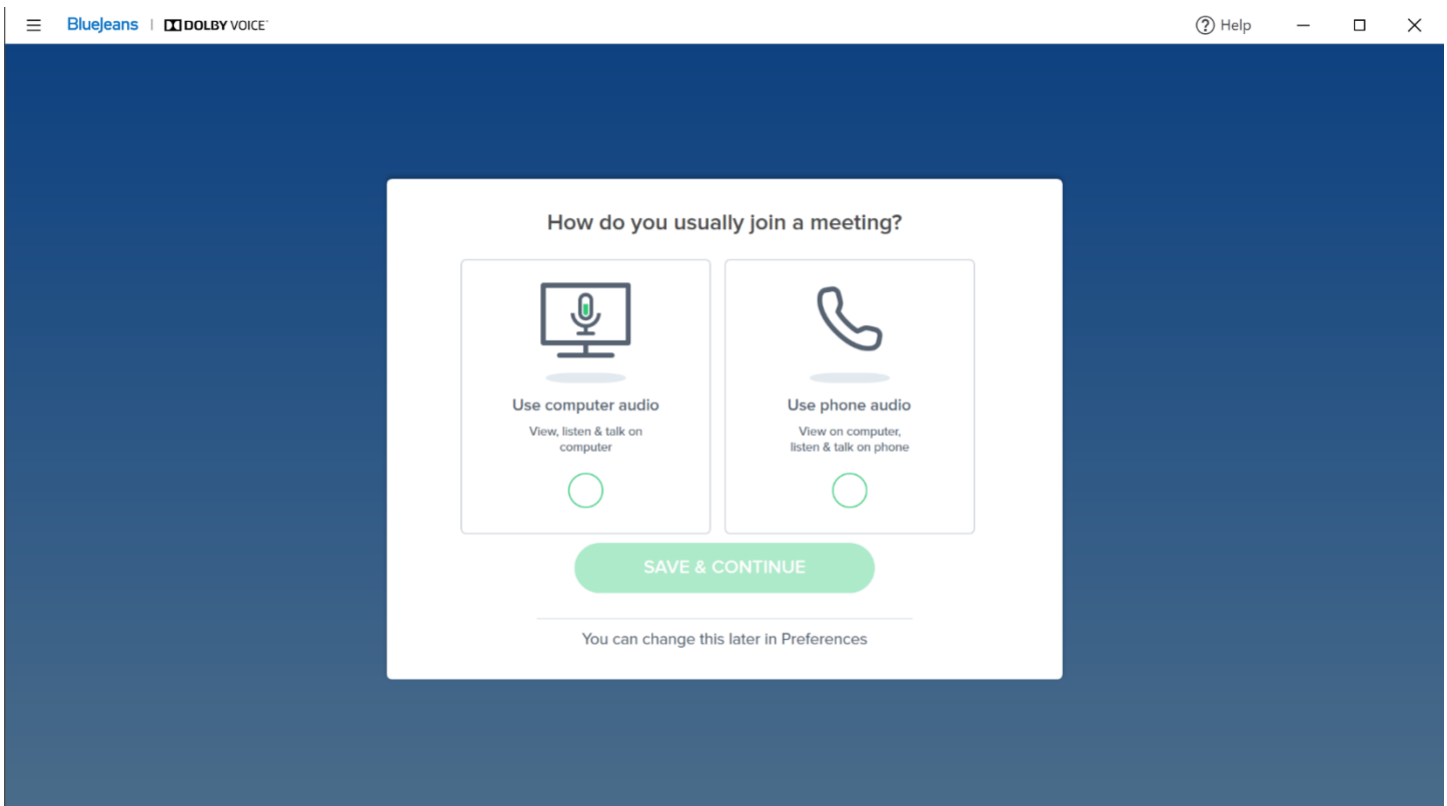 BlueJeans | DOLBY VOICE Help
How do you usually join a meeting?
Use computer audio
View, listen & talk on
computer
Use phone audio
View on computer,
listen & talk on phone
SAVE & CONTINUE
You can change this later in Preferences